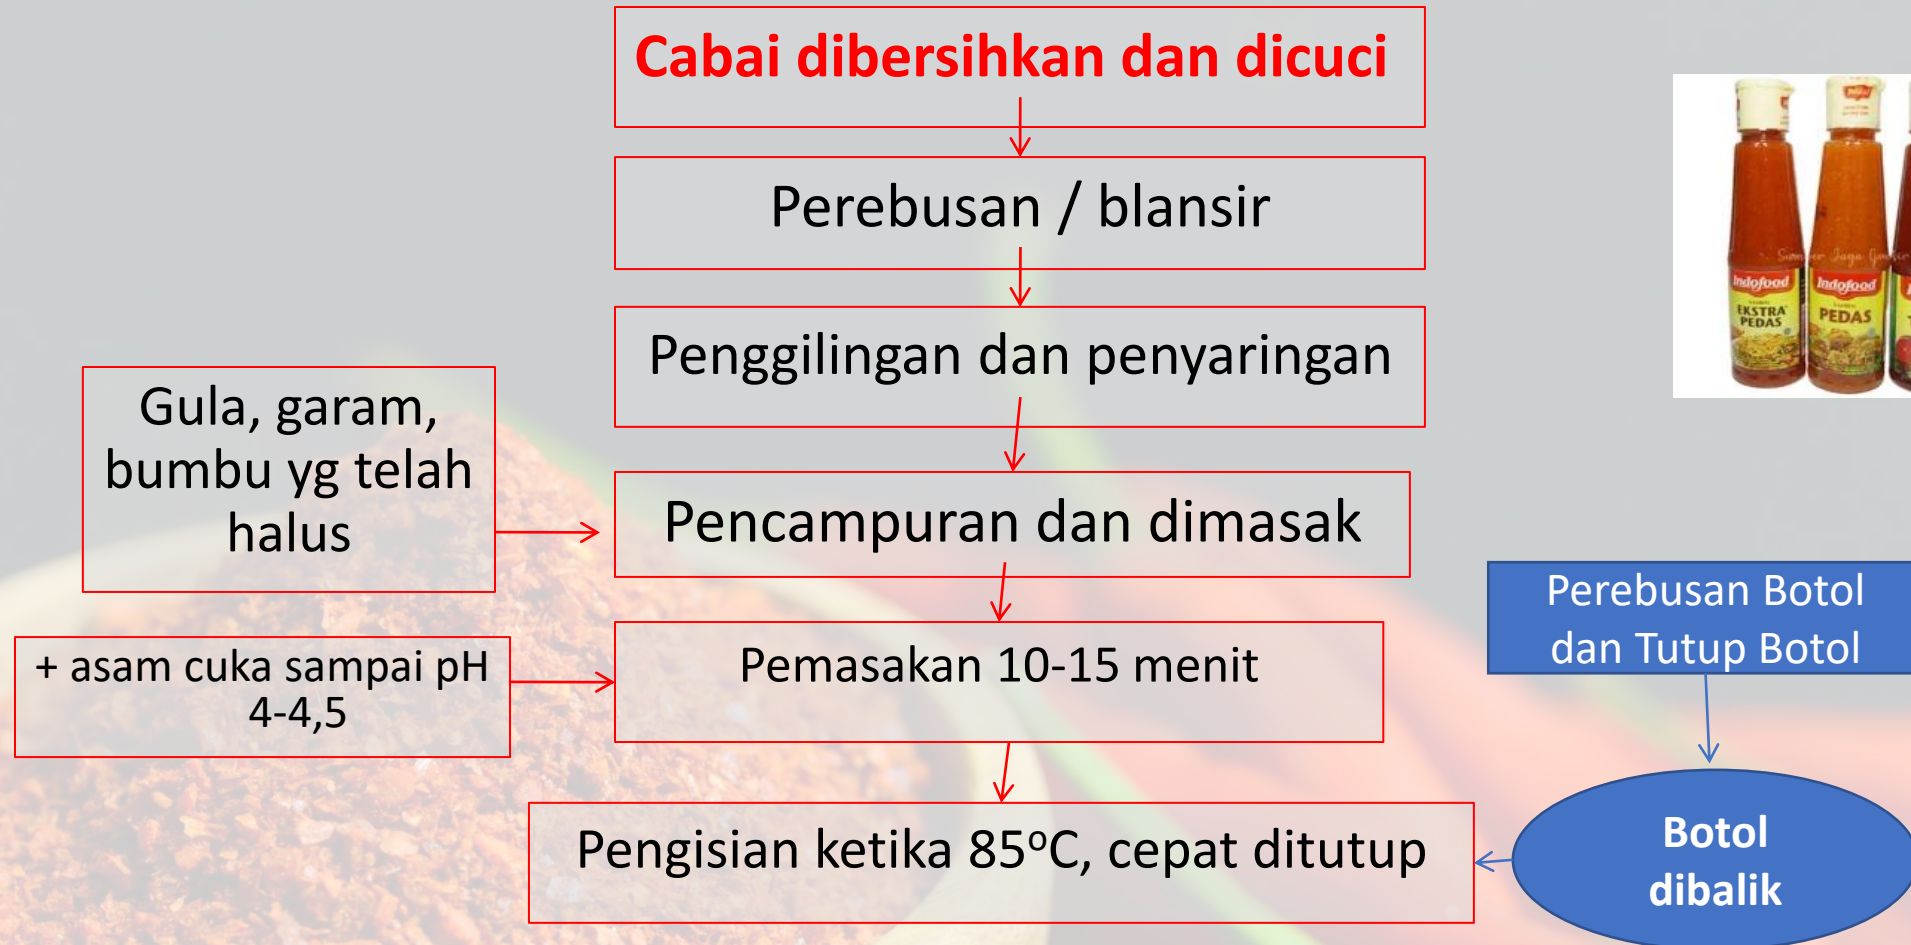 Cabai dibersihkan dan dicuci
Perebusan / blansir
Penggilingan dan penyaringan
Gula, garam,
bumbu yg telah
halus
Pencampuran dan dimasak
+ asam cuka sampai pH
4-4,5
Pemasakan 10-15 menit
Pengisian ketika 85°C, cepat ditutup
Perebusan Botol
dan Tutup Botol
Botol
dibalik
Indofood
EKSTRA
PEDAS
Indofood
PEDAS